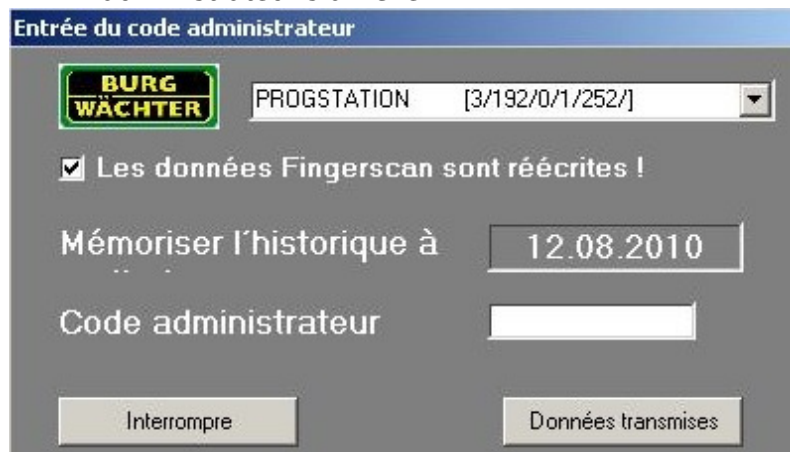 Entrée du code administrateur
BURG
WÄCHTER
PROGSTATION [3/192/0/1/252/]
Les données Fingerscan sont réécrites !
Mémoriser l´historique à
12.08.2010
Code administrateur
Interrompre
Données transmises